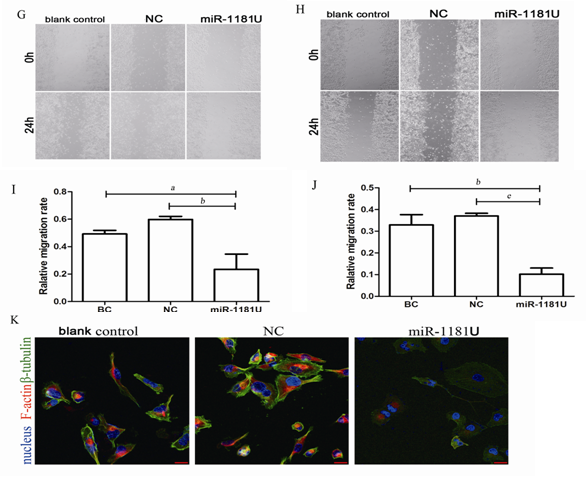 G
blank control NC miR-1181U
0h
24h
H
blank control NC miR-1181U
0h
24h
I
Ralative migration rate
0.8
0.6
0.4
0.2
0.0
a
b
BC NC miR-1181U
J
Ralative migration rate
0.5
0.4
0.3
0.2
0.1
0.0
b
c
BC NC miR-1181U
K
blank control NC miR-1181U
nucleus F-actin β-tubulin